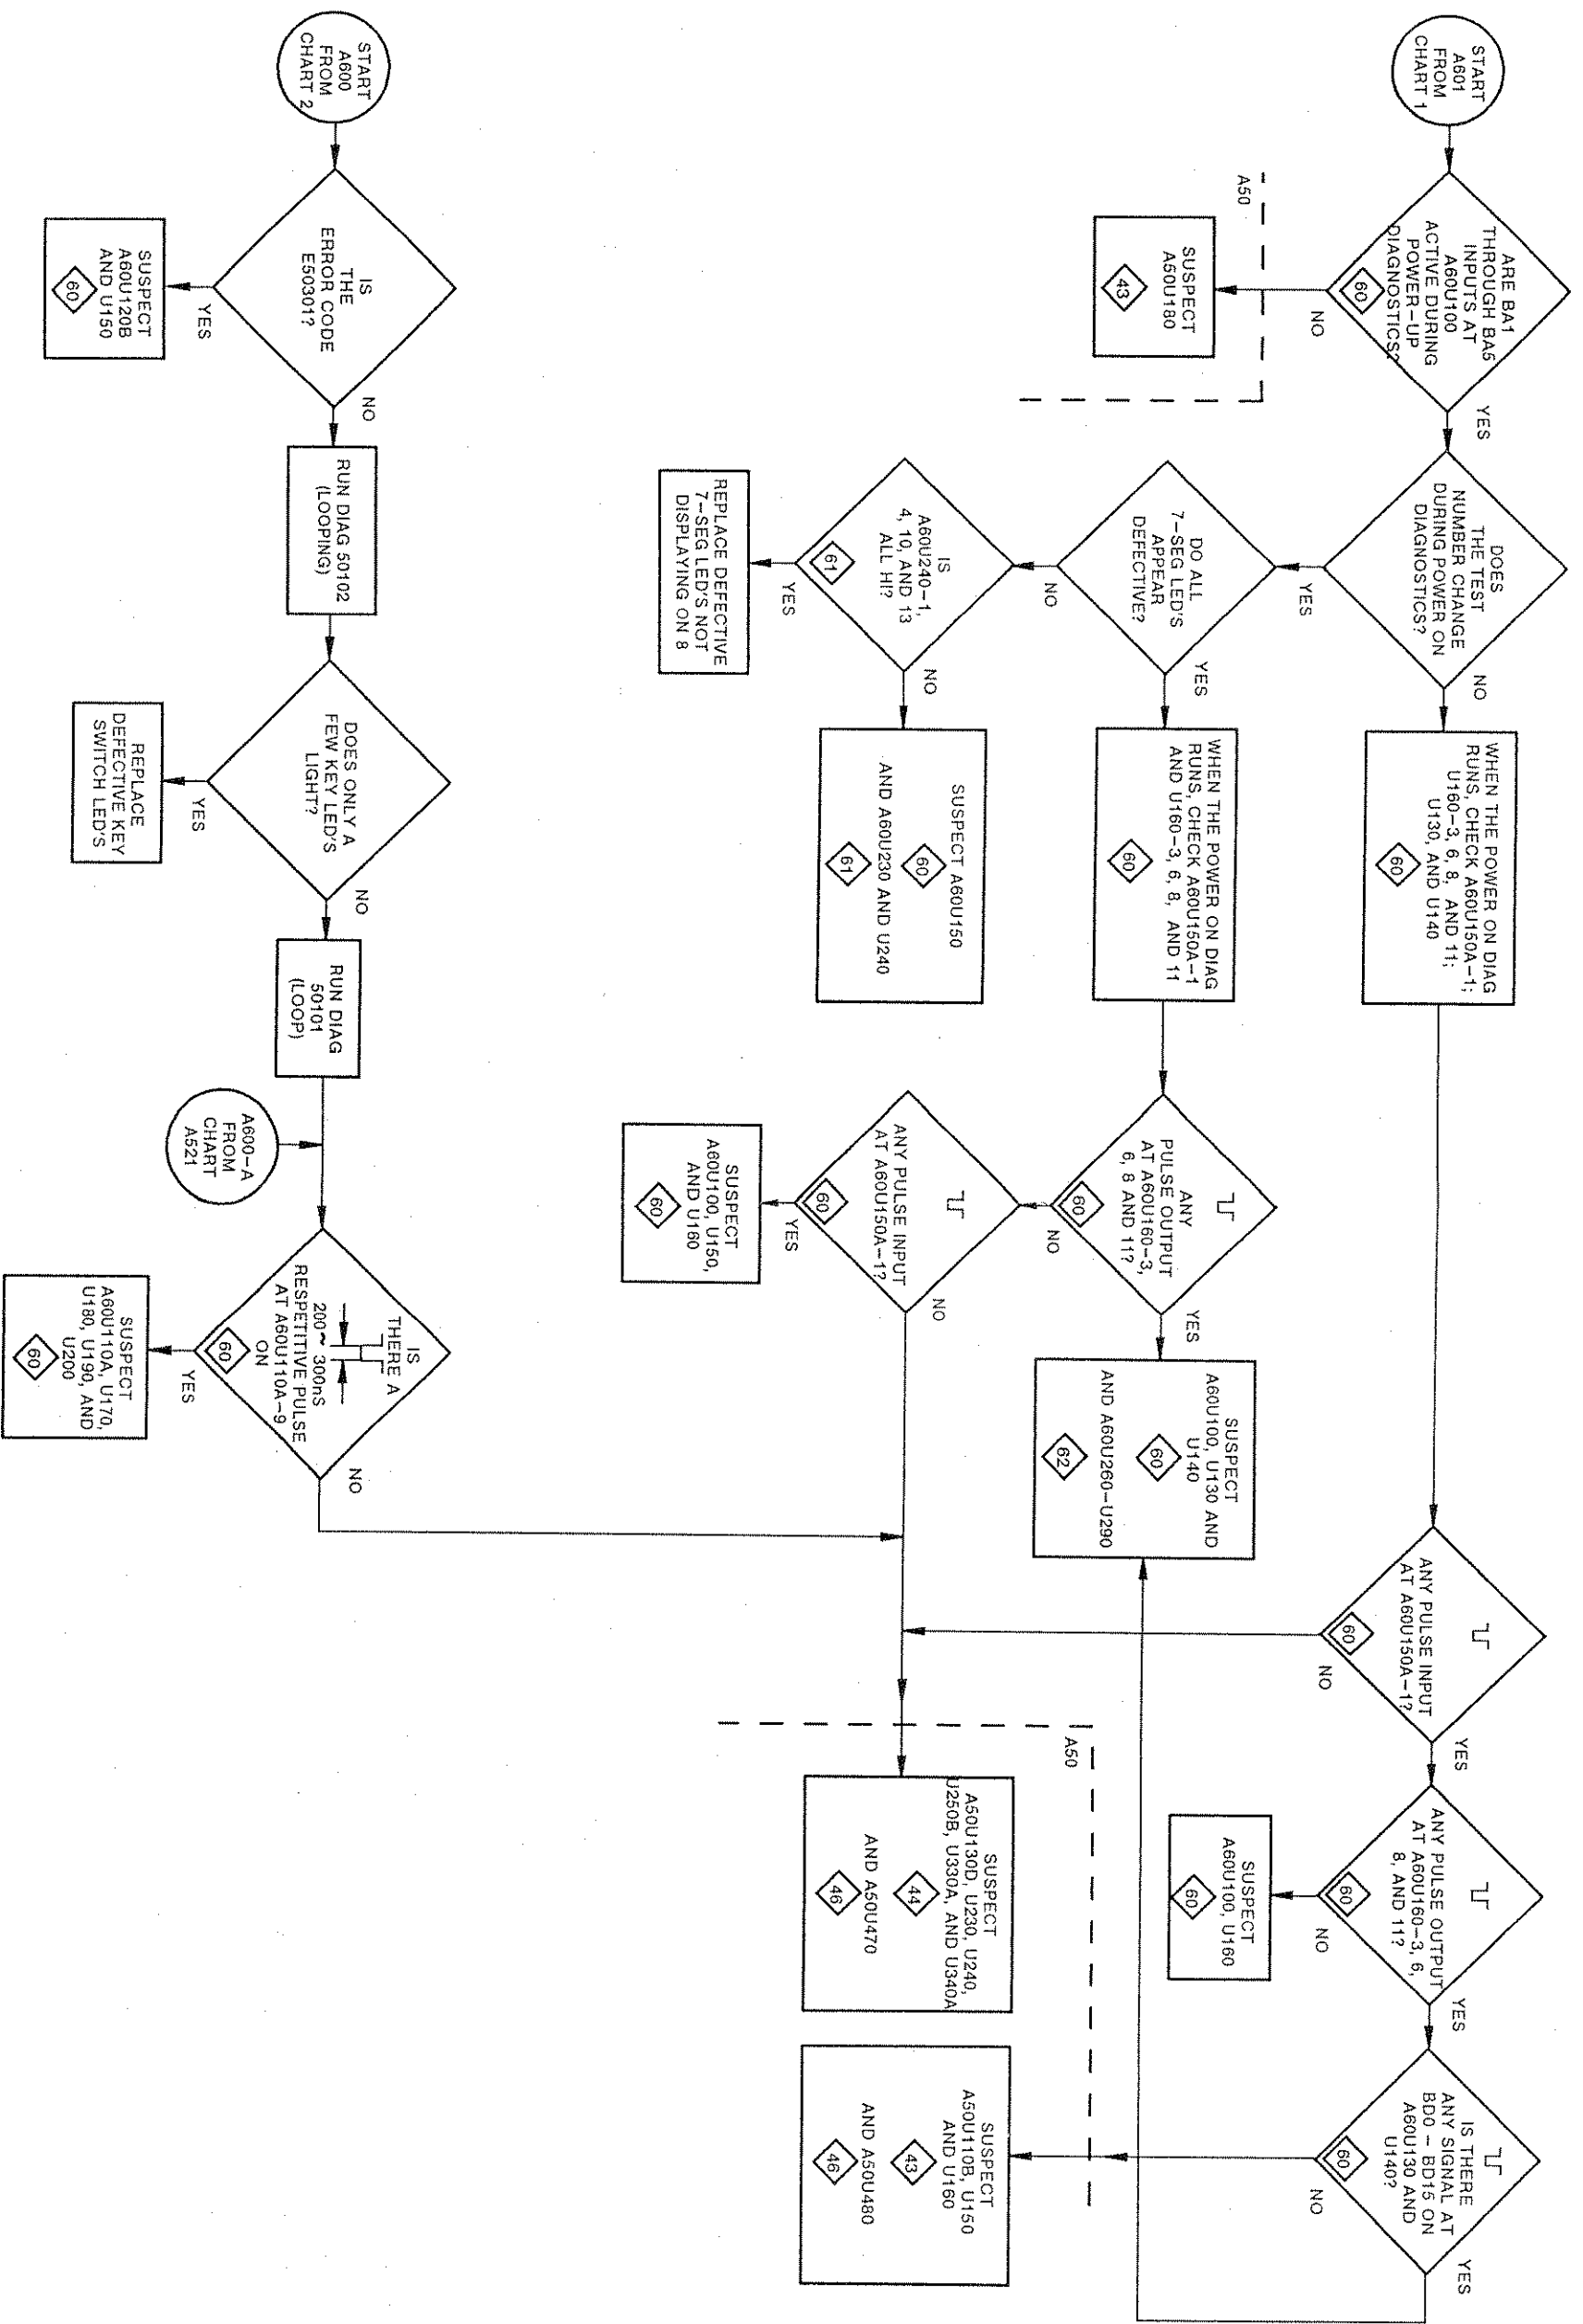 START
A601
FROM
CHART 1
ARE BA1
THROUGH BA5
INPUTS AT
A60U100
ACTIVE DURING
POWER-UP
DIAGNOSTICS?
60
NO
YES
A50
SUSPECT
A50U180
43
DOES
THE TEST
NUMBER CHANGE
DURING POWER ON
DIAGNOSTICS?
YES
NO
WHEN THE POWER ON DIAG
RUNS, CHECK A60U150A-1;
U160-3, 6, 8, AND 11;
U130, AND U140
60
ANY PULSE INPUT
AT A60U150A-1?
60
NO
YES
ANY PULSE OUTPUT
AT A60U160-3, 6,
8, AND 11?
60
NO
YES
SUSPECT
A60U100, U160
60
IS THERE
ANY SIGNAL AT
BD0 - BD15 ON
A60U130 AND
U140?
60
NO
YES
DO ALL
7-SEG LED'S
APPEAR
DEFECTIVE?
NO
YES
WHEN THE POWER ON DIAG
RUNS, CHECK A60U150A-1
AND U160-3, 6, 8, AND 11
60
ANY
PULSE OUTPUT
AT A60U160-3,
6, 8 AND 11?
60
NO
YES
SUSPECT
A60U100, U130 AND
U140
60
AND A60U260-U290
62
IS
A60U240-1,
4, 10, AND 13
ALL HI?
61
YES
NO
REPLACE DEFECTIVE
7-SEG LED'S NOT
DISPLAYING ON 8
SUSPECT A60U150
60
AND A60U230 AND U240
61
ANY PULSE INPUT
AT A60U150A-1?
60
YES
NO
SUSPECT
A60U100, U150,
AND U160
60
A50
SUSPECT
A50U130D, U230, U240,
U250B, U330A, AND U340A
44
AND A50U470
46
SUSPECT
A50U110B, U150
AND U160
43
AND A50U480
46
START
A600
FROM
CHART 2
IS
THE
ERROR CODE
E50301?
YES
NO
SUSPECT
A60U120B
AND U150
60
RUN DIAG 50102
(LOOPING)
DOES ONLY A
FEW KEY LED'S
LIGHT?
YES
NO
REPLACE
DEFECTIVE KEY
SWITCH LED'S
RUN DIAG
50101
(LOOP)
A600-A
FROM
CHART
A521
IS
THERE A
200~ 300nS
RESPETITIVE PULSE
AT A60U110A-9
ON
60
YES
NO
SUSPECT
A60U110A, U170,
U180, U190, AND
U200
60